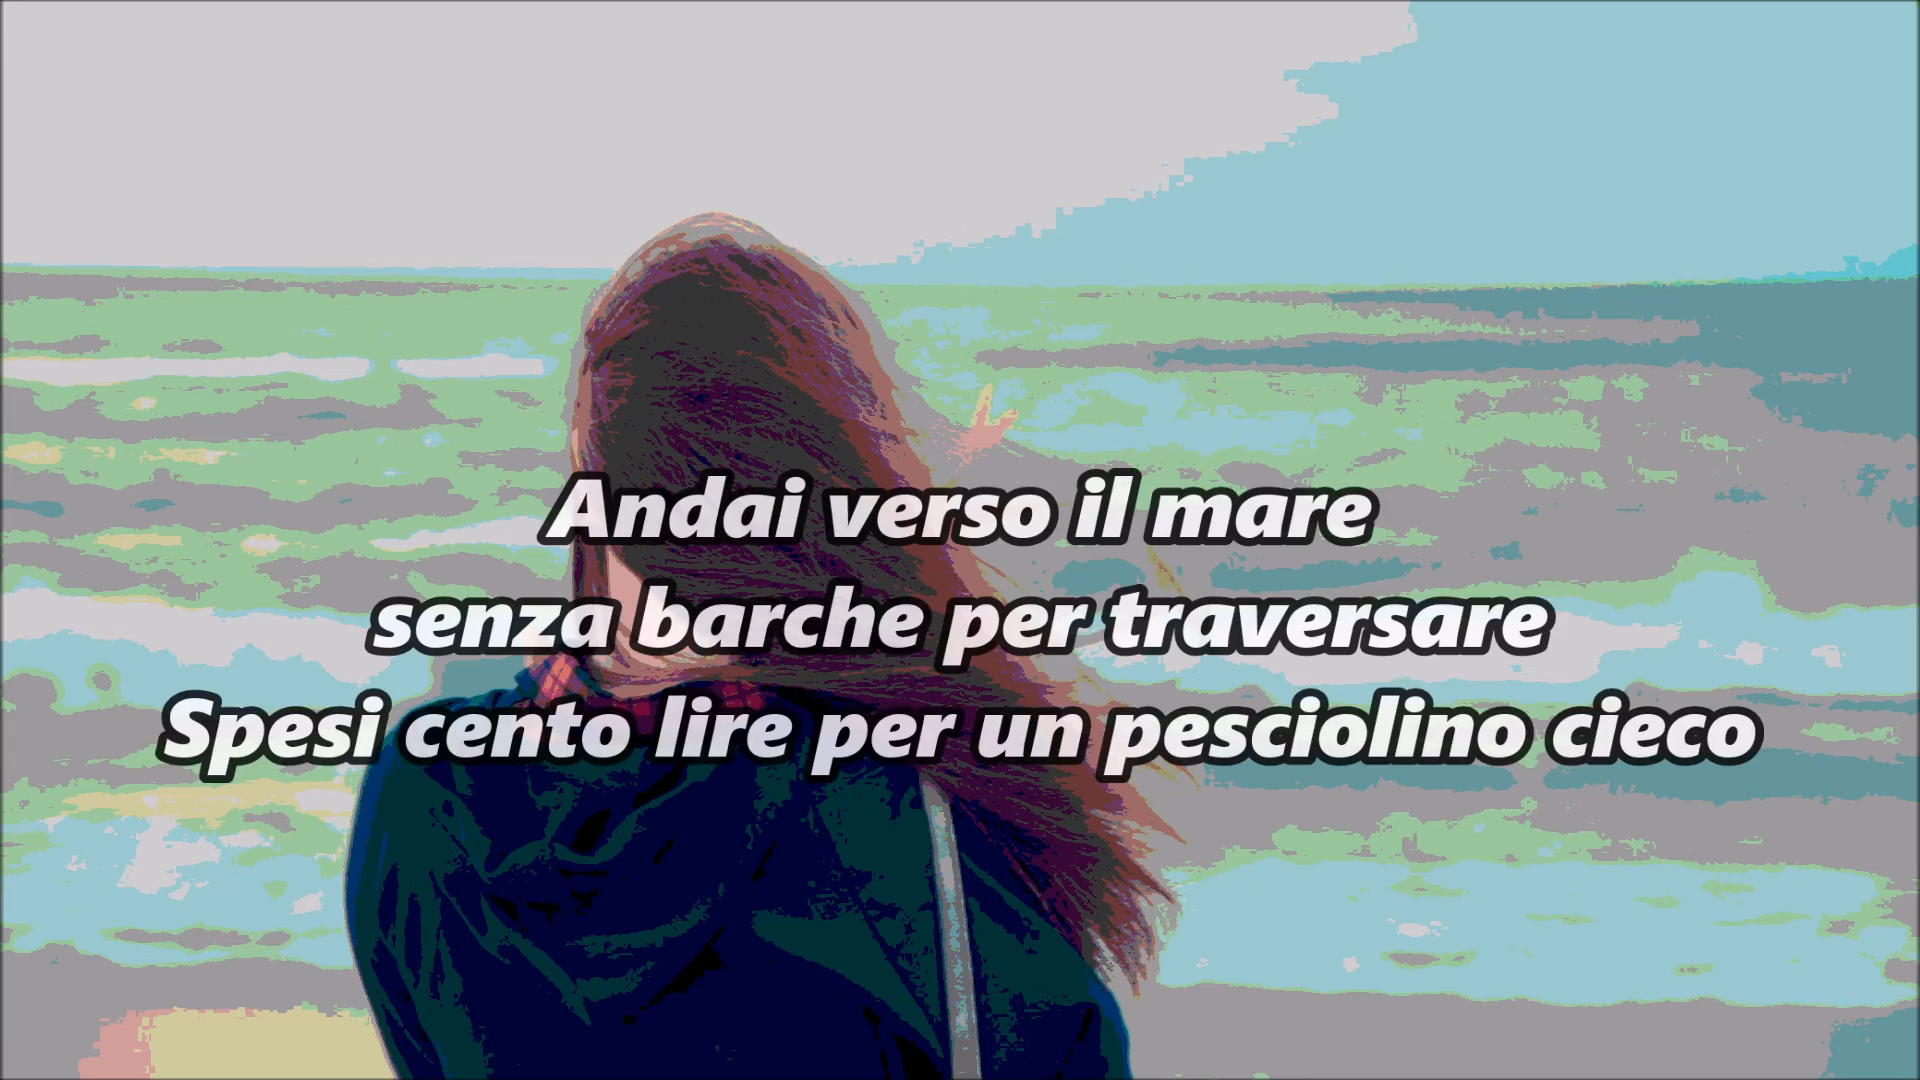 Andai verso il mare
senza barche per traversare
Spesi cento lire per un pesciolino cieco